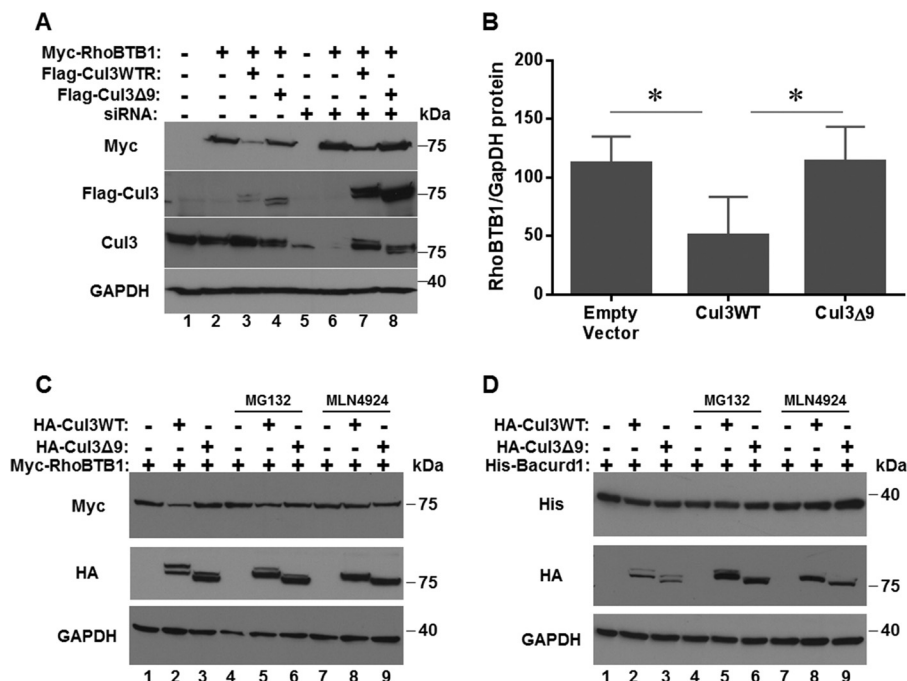 A
Myc-RhoBTB1: - + + + - + + +
Flag-Cul3WTR: - - + - - - + -
Flag-Cul3Δ9: - - - + - - - +
siRNA: - - - - + + + + kDa
Myc -75
Flag-Cul3 -75
Cul3 -75
-40
GAPDH
1 2 3 4 5 6 7 8
B
RhoBTB1/GapDH protein
200
150
100
50
0
* *
Empty Vector Cul3WT Cul3Δ9
C
MG132 MLN4924
HA-Cul3WT: - + - - + - - + -
HA-Cul3Δ9: - - + - - + - - +
Myc-RhoBTB1: + + + + + + + + + kDa
Myc -75
HA -75
GAPDH -40
1 2 3 4 5 6 7 8 9
D
MG132 MLN4924
HA-Cul3WT: - + - - + - - + -
HA-Cul3Δ9: - - + - - + - - +
His-Bacurd1: + + + + + + + + + kDa
His -40
HA -75
GAPDH -40
1 2 3 4 5 6 7 8 9